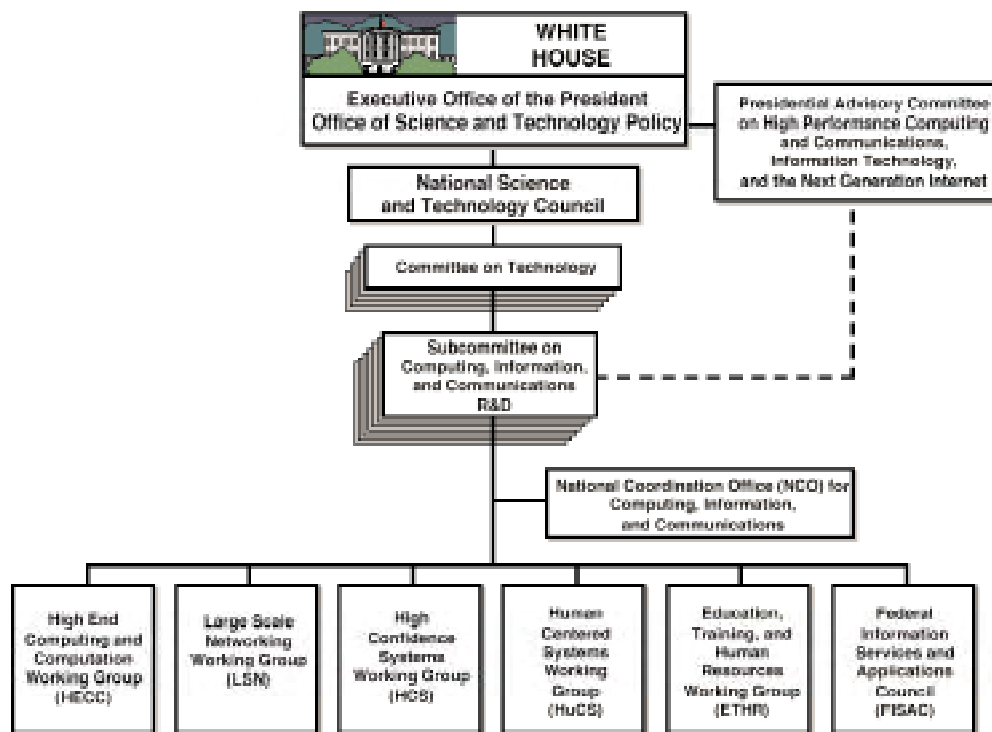 WHITE
HOUSE
Executive Office of the President
Office of Science and Technology Policy
Presidential Advisory Committee
on High Performance Computing
and Communications,
Information Technology,
and the Next Generation Internet
National Science
and Technology Council
Committee on Technology
Subcommittee on
Computing, Information,
and Communications
R&D
National Coordination Office (NCO) for
Computing, Information,
and Communications
High End
Computing and
Computation
Working Group
(HECC)
Large Scale
Networking
Working Group
(LSN)
High
Confidence
Systems
Working Group
(HCS)
Human
Centered
Systems
Working
Group
(HuCS)
Education,
Training, and
Human
Resources
Working Group
(ETHR)
Federal
Information
Services and
Applications
Council
(FISAC)